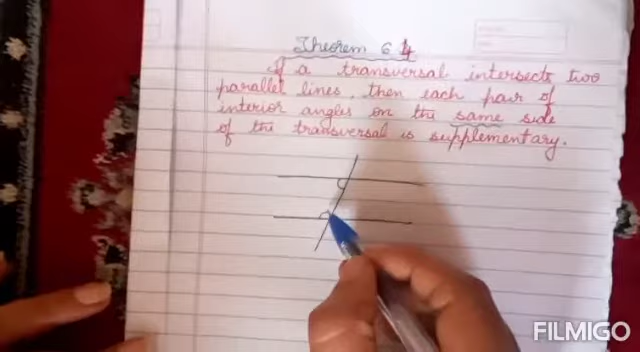 Theorem 6.4
If a transversal intersects two
parallel lines, then each pair of
interior angles on the same side
of the transversal is supplementary.
FILMIGO